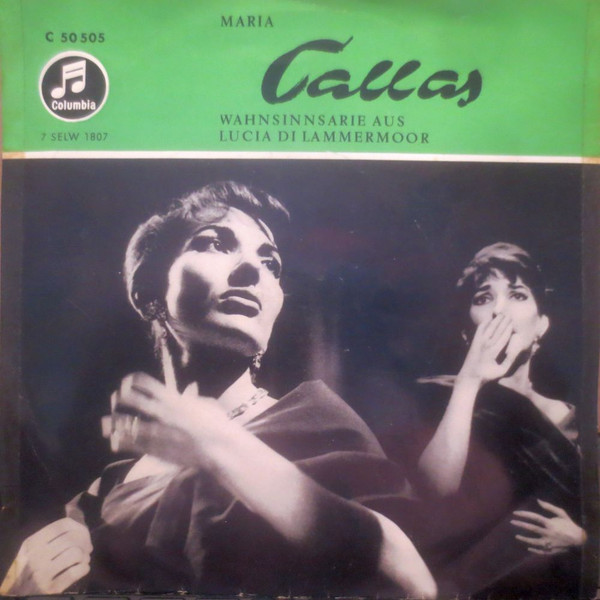 C 50 505
Columbia
7 SELW 1807
MARIA
Callas
WAHNSINNSARIE AUS
LUCIA DI LAMMERMOOR